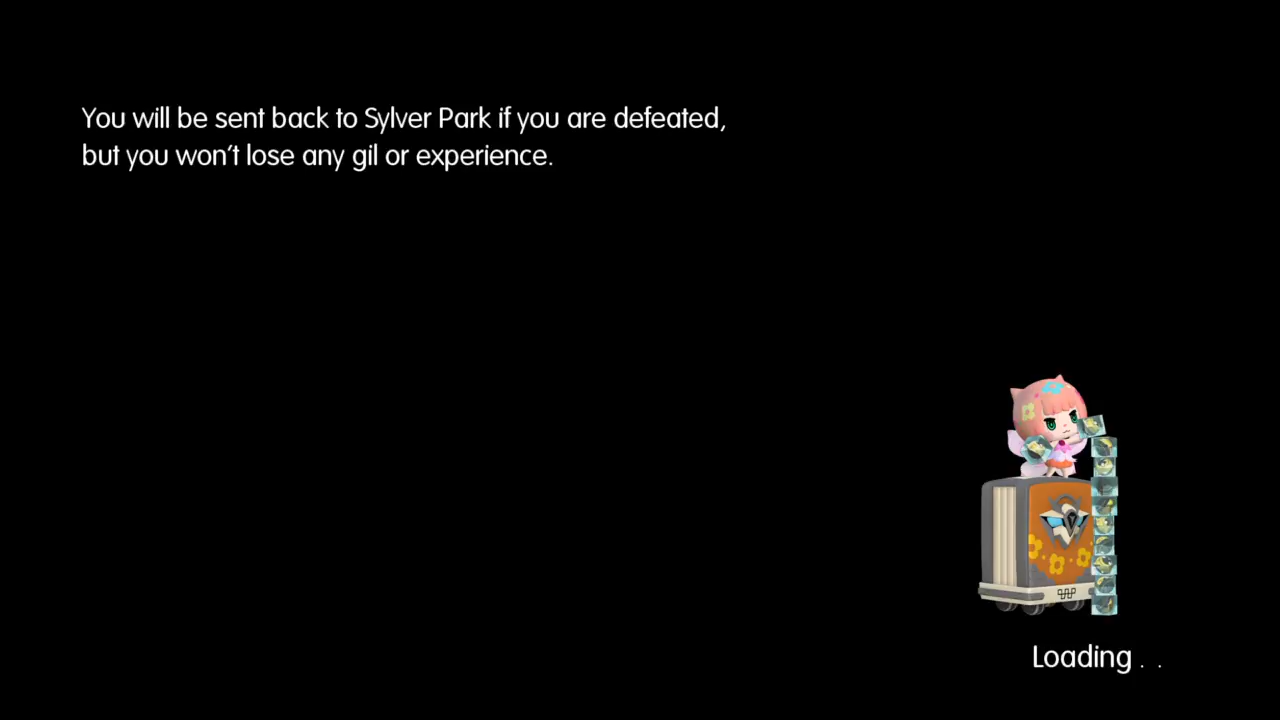 You will be sent back to Sylver Park if you are defeated,
but you won't lose any gil or experience.
Loading . .